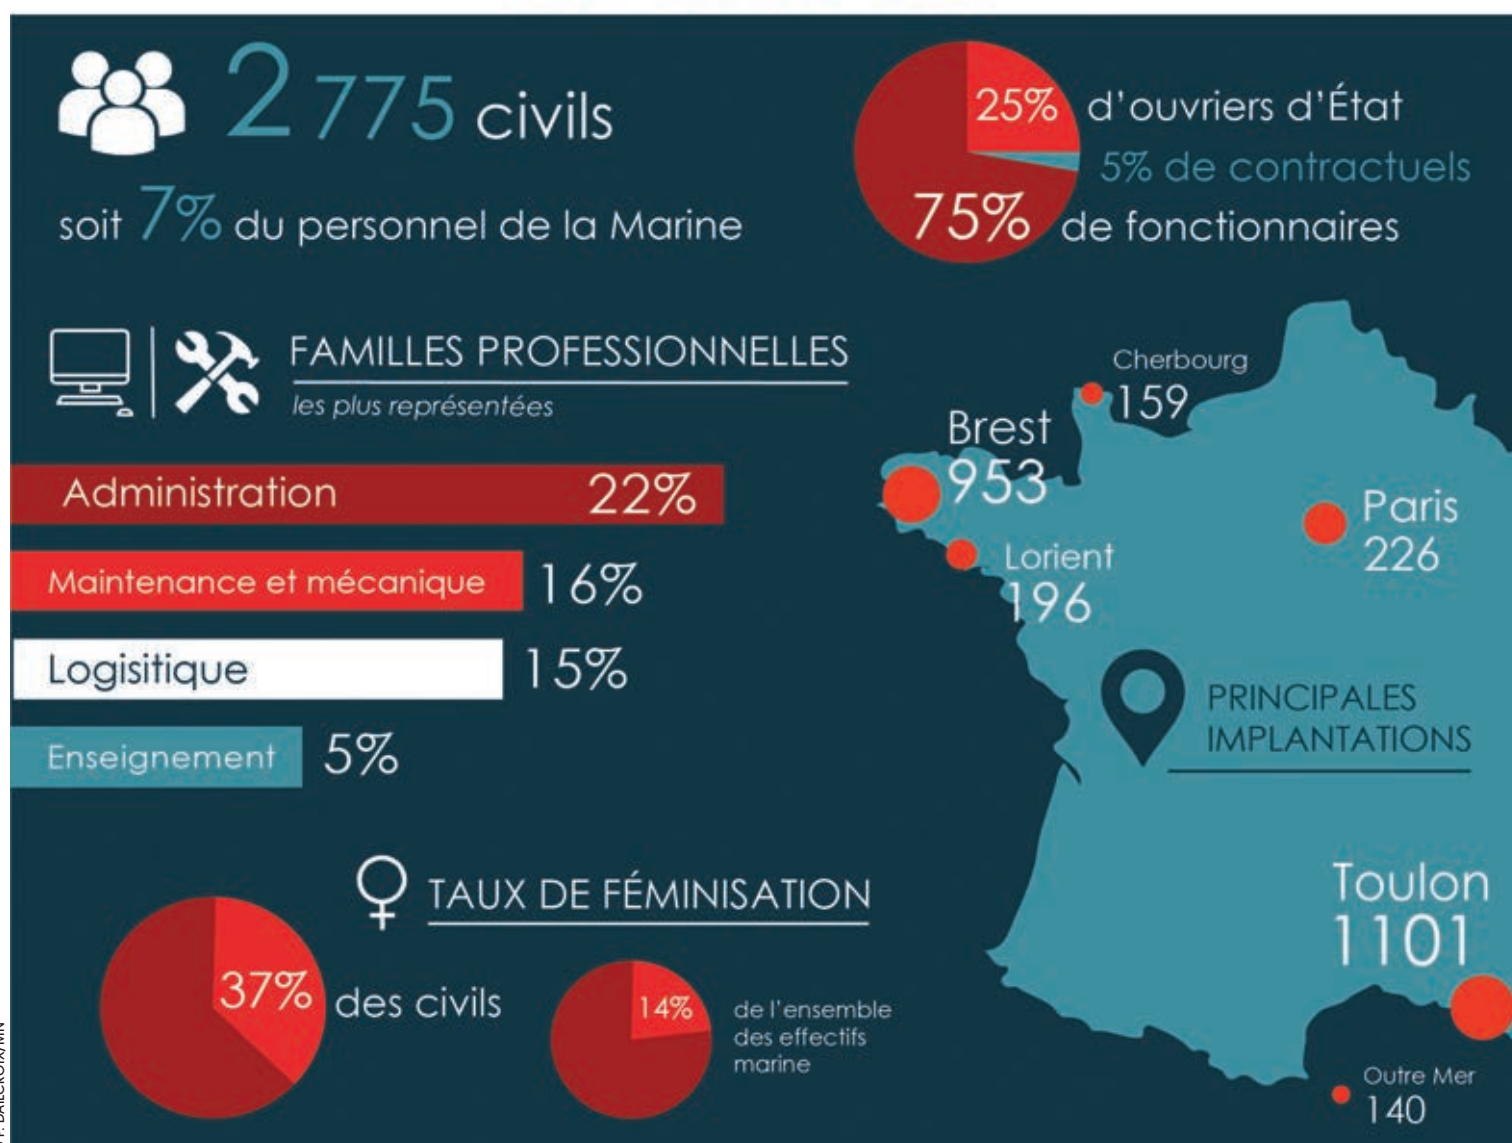 2 775 civils
soit 7% du personnel de la Marine
25% d'ouvriers d'État
5% de contractuels
75% de fonctionnaires
FAMILLES PROFESSIONNELLES
les plus représentées
Administration 22%
Maintenance et mécanique 16%
Logisitique 15%
Enseignement 5%
TAUX DE FÉMINISATION
37% des civils
14%
de l'ensemble
des effectifs
marine
Cherbourg
159
Brest
953
Lorient
196
Paris
226
PRINCIPALES
IMPLANTATIONS
Toulon
1101
Outre Mer
140